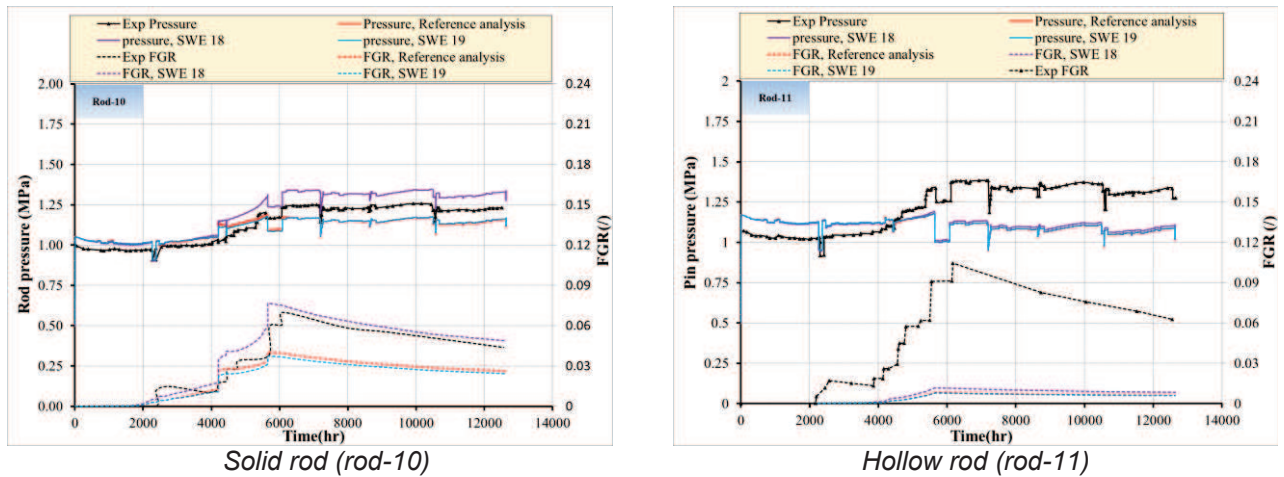 Exp Pressure Pressure, Reference analysis
pressure, SWE 18 pressure, SWE 19
Exp FGR FGR, Reference analysis
FGR, SWE 18 FGR, SWE 19
2.00 0.24
Rod-10
1.75 0.21
1.50 0.18
1.25 0.15
1.00 0.12
0.75 0.09
0.50 0.06
0.25 0.03
0.00 0
Rod pressure (MPa)
FGR(/)
0 2000 4000 6000 8000 10000 12000 14000
Time(hr)
Solid rod (rod-10)
Exp Pressure Pressure, Reference analysis
pressure, SWE 18 pressure, SWE 19
FGR, Reference analysis FGR, SWE 18
FGR, SWE 19 Exp FGR
2 0.24
Rod-11
1.75 0.21
1.5 0.18
1.25 0.15
1 0.12
0.75 0.09
0.5 0.06
0.25 0.03
0 0
Pin pressure (MPa)
FGR(/)
0 2000 4000 6000 8000 10000 12000 14000
Time(hr)
Hollow rod (rod-11)